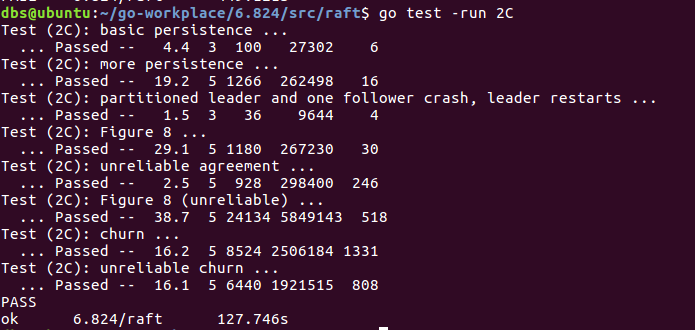 dbs@ubuntu:~/go-workplace/6.824/src/raft$ go test -run 2C
Test (2C): basic persistence ...
  ... Passed --   4.4  3  100   27302    6
Test (2C): more persistence ...
  ... Passed --  19.2  5 1266  262498   16
Test (2C): partitioned leader and one follower crash, leader restarts ...
  ... Passed --   1.5  3   36    9644    4
Test (2C): Figure 8 ...
  ... Passed --  29.1  5 1180  267230   30
Test (2C): unreliable agreement ...
  ... Passed --   2.5  5  928  298400  246
Test (2C): Figure 8 (unreliable) ...
  ... Passed --  38.7  5 24134 5849143  518
Test (2C): churn ...
  ... Passed --  16.2  5 8524 2506184 1331
Test (2C): unreliable churn ...
  ... Passed --  16.1  5 6440 1921515  808
PASS
ok      6.824/raft      127.746s